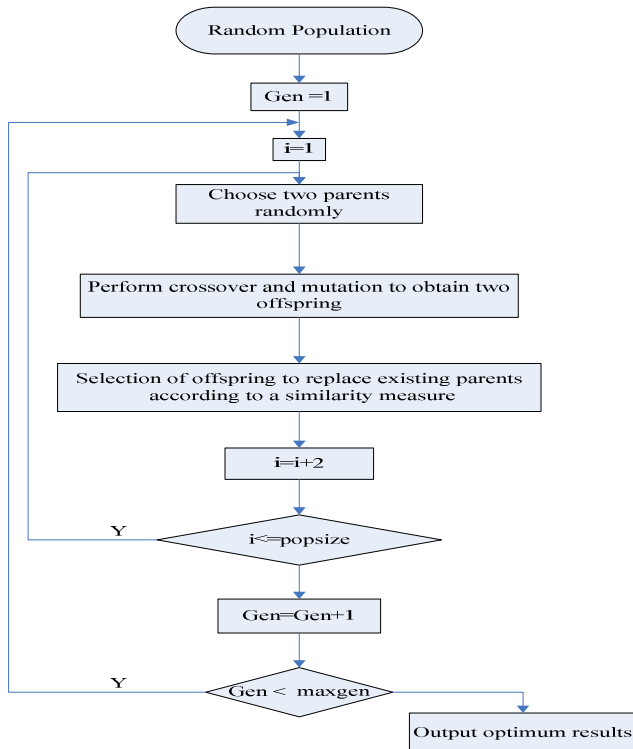 Random Population
Gen =1
i=1
Choose two parents
randomly
Perform crossover and mutation to obtain two
offspring
Selection of offspring to replace existing parents
according to a similarity measure
i=i+2
Y
i<=popsize
Gen=Gen+1
Y
Gen < maxgen
Output optimum results